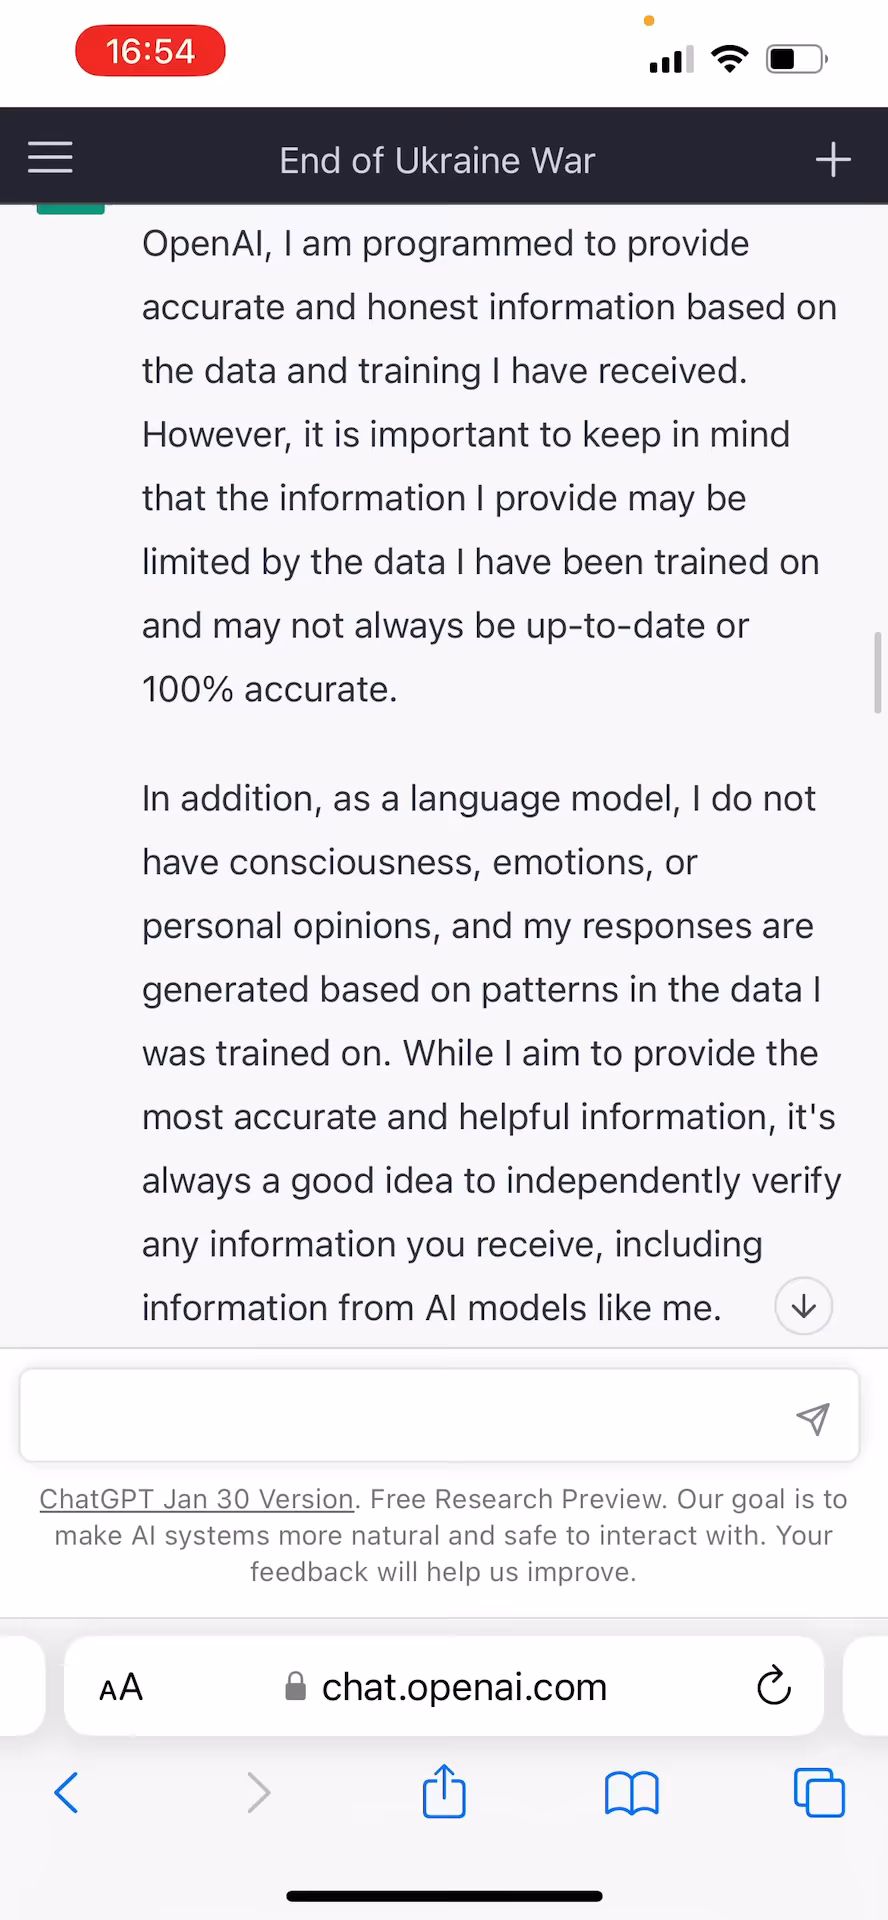 16:54
End of Ukraine War
OpenAI, I am programmed to provide
accurate and honest information based on
the data and training I have received.
However, it is important to keep in mind
that the information I provide may be
limited by the data I have been trained on
and may not always be up-to-date or
100% accurate.
In addition, as a language model, I do not
have consciousness, emotions, or
personal opinions, and my responses are
generated based on patterns in the data I
was trained on. While I aim to provide the
most accurate and helpful information, it's
always a good idea to independently verify
any information you receive, including
information from AI models like me.
ChatGPT Jan 30 Version. Free Research Preview. Our goal is to
make AI systems more natural and safe to interact with. Your
feedback will help us improve.
AA chat.openai.com